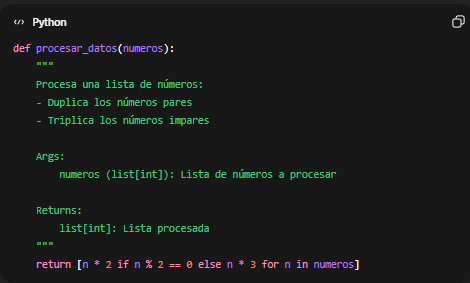 Python
def procesar_datos(numeros):
"""
Procesa una lista de números:
- Duplica los números pares
- Triplica los números impares
Args:
numeros (list[int]): Lista de números a procesar
Returns:
list[int]: Lista procesada
"""
return [n * 2 if n % 2 == 0 else n * 3 for n in numeros]